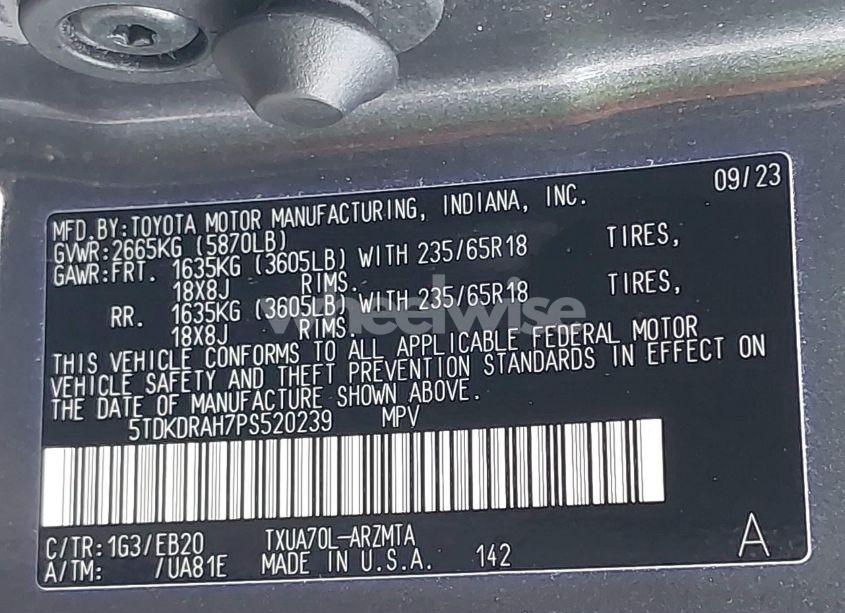 09/23
MFD.BY:TOYOTA MOTOR MANUFACTURING, INDIANA, INC.
GVWR:2665KG (5870LB)
GAWR:FRT. 1635KG (3605LB) WITH 235/65R18 TIRES,
18X8J RIMS.
RR. 1635KG (3605LB) WITH 235/65R18 TIRES,
18X8J RIMS.
wheelwise
THIS VEHICLE CONFORMS TO ALL APPLICABLE FEDERAL MOTOR
VEHICLE SAFETY AND THEFT PREVENTION STANDARDS IN EFFECT ON
THE DATE OF MANUFACTURE SHOWN ABOVE.
5TDKDRAH7PS520239 MPV
C/TR:1G3/EB20 TXUA70L-ARZMTA
A/TM: /UA81E MADE IN U.S.A. 142 A